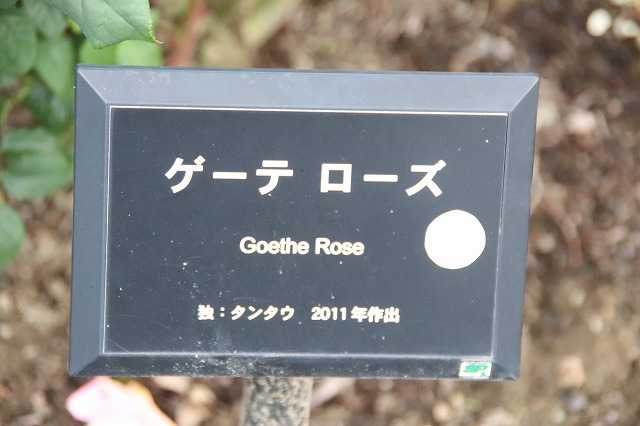 ゲーテ ローズ
Goethe Rose
独：タンタウ　2011年作出